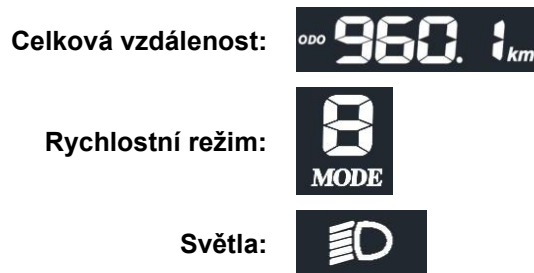 Celková vzdálenost: ODO 960.1 km
Rychlostní režim: 8
MODE
Světla: